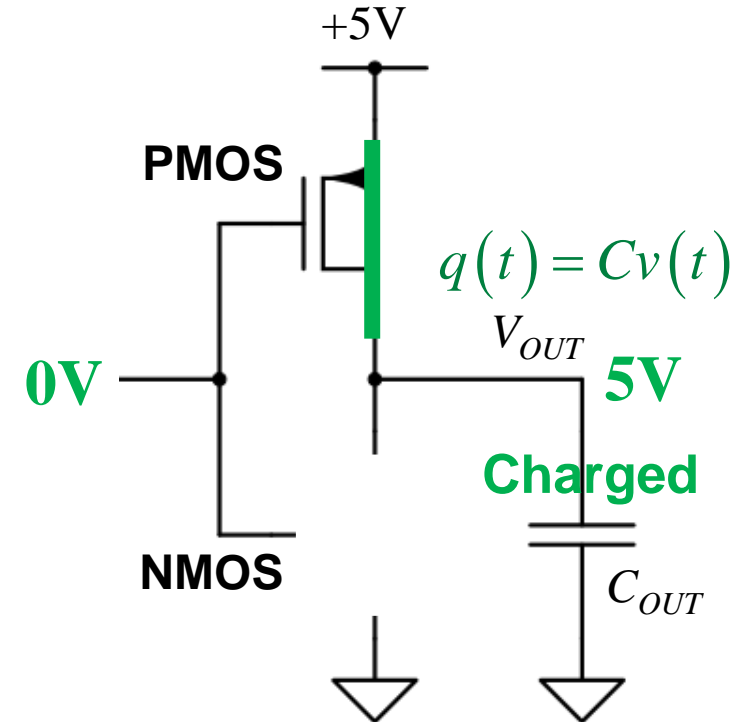 +5V
PMOS
q(t) = Cv(t)
V_OUT
0V
5V
Charged
NMOS
C_OUT